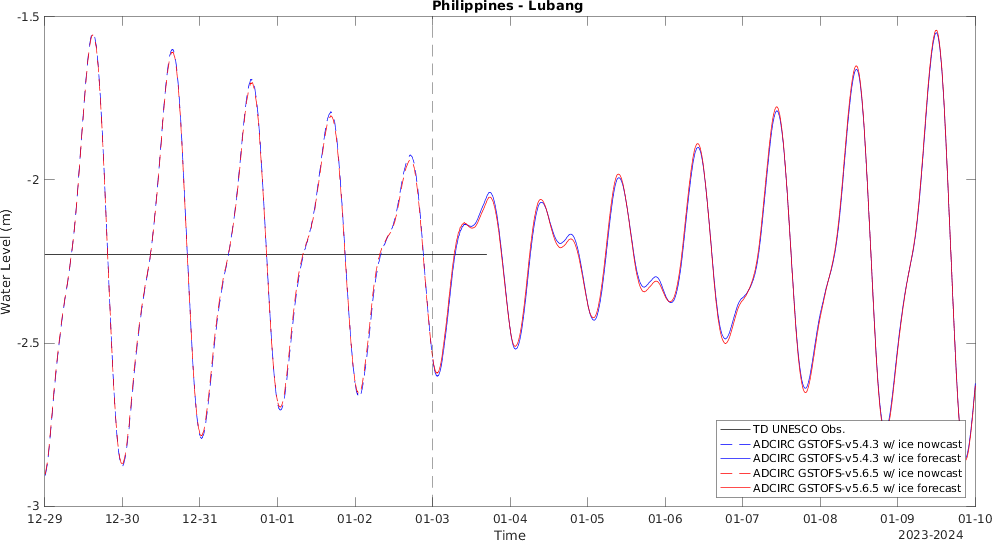 Philippines - Lubang
Water Level (m)
-1.5
-2
-2.5
-3
TD UNESCO Obs.
ADCIRC GSTOFS-v5.4.3 w/ ice nowcast
ADCIRC GSTOFS-v5.4.3 w/ ice forecast
ADCIRC GSTOFS-v5.6.5 w/ ice nowcast
ADCIRC GSTOFS-v5.6.5 w/ ice forecast
12-29 12-30 12-31 01-01 01-02 01-03 01-04 01-05 01-06 01-07 01-08 01-09 01-10
Time
2023-2024